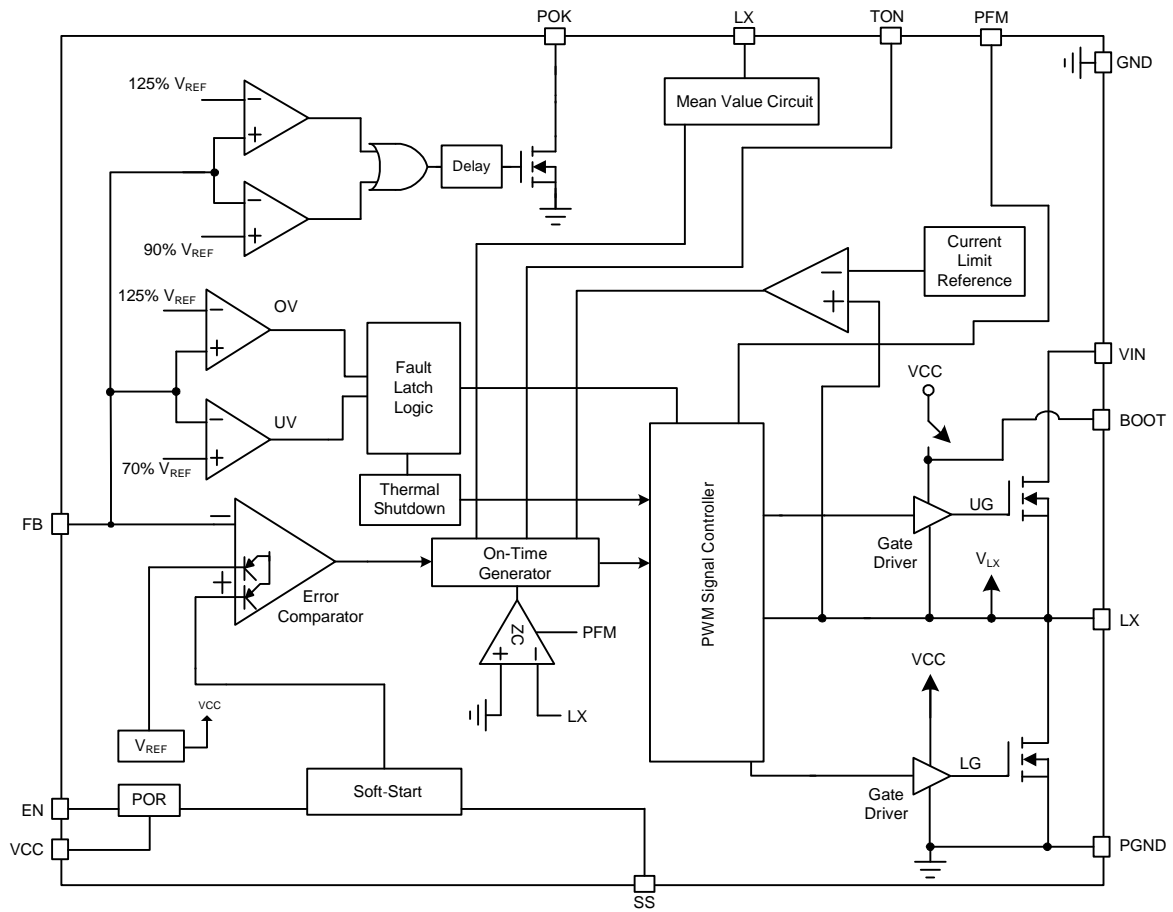 POK
LX
TON
PFM
GND
125% VREF
Mean Value Circuit
Delay
90% VREF
Current
Limit
Reference
125% VREF
OV
Fault
Latch
Logic
VIN
VCC
BOOT
UV
70% VREF
Thermal
Shutdown
UG
FB
Gate
Driver
On-Time
Generator
VLX
Error
Comparator
PWM Signal Controller
ZC
PFM
LX
VCC
LX
VCC
VREF
LG
Soft-Start
POR
EN
Gate
Driver
VCC
PGND
SS